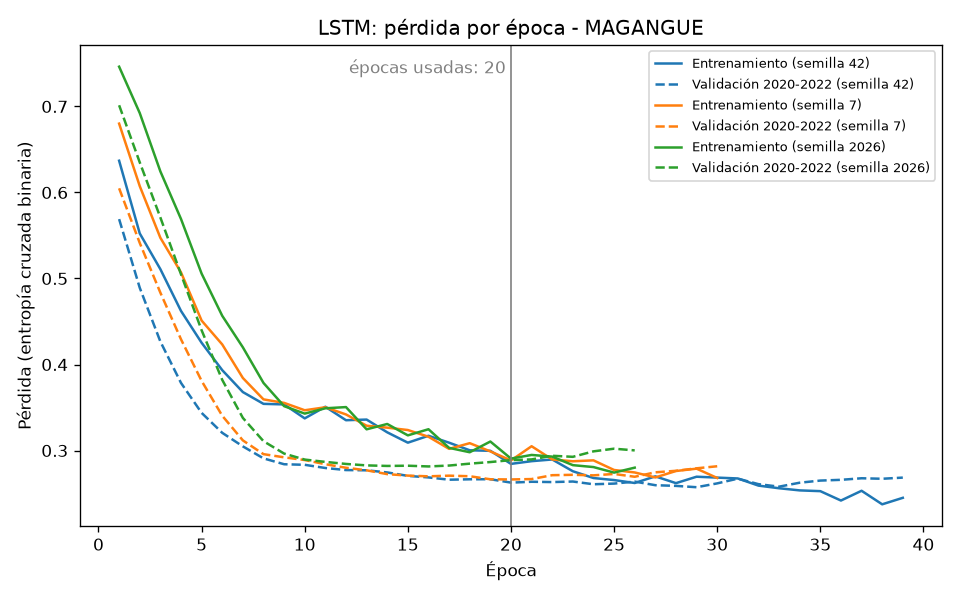 LSTM: pérdida por época - MAGANGUE
épocas usadas: 20
Entrenamiento (semilla 42)
Validación 2020-2022 (semilla 42)
Entrenamiento (semilla 7)
Validación 2020-2022 (semilla 7)
Entrenamiento (semilla 2026)
Validación 2020-2022 (semilla 2026)
Pérdida (entropía cruzada binaria)
0.7
0.6
0.5
0.4
0.3
0 5 10 15 20 25 30 35 40
Época